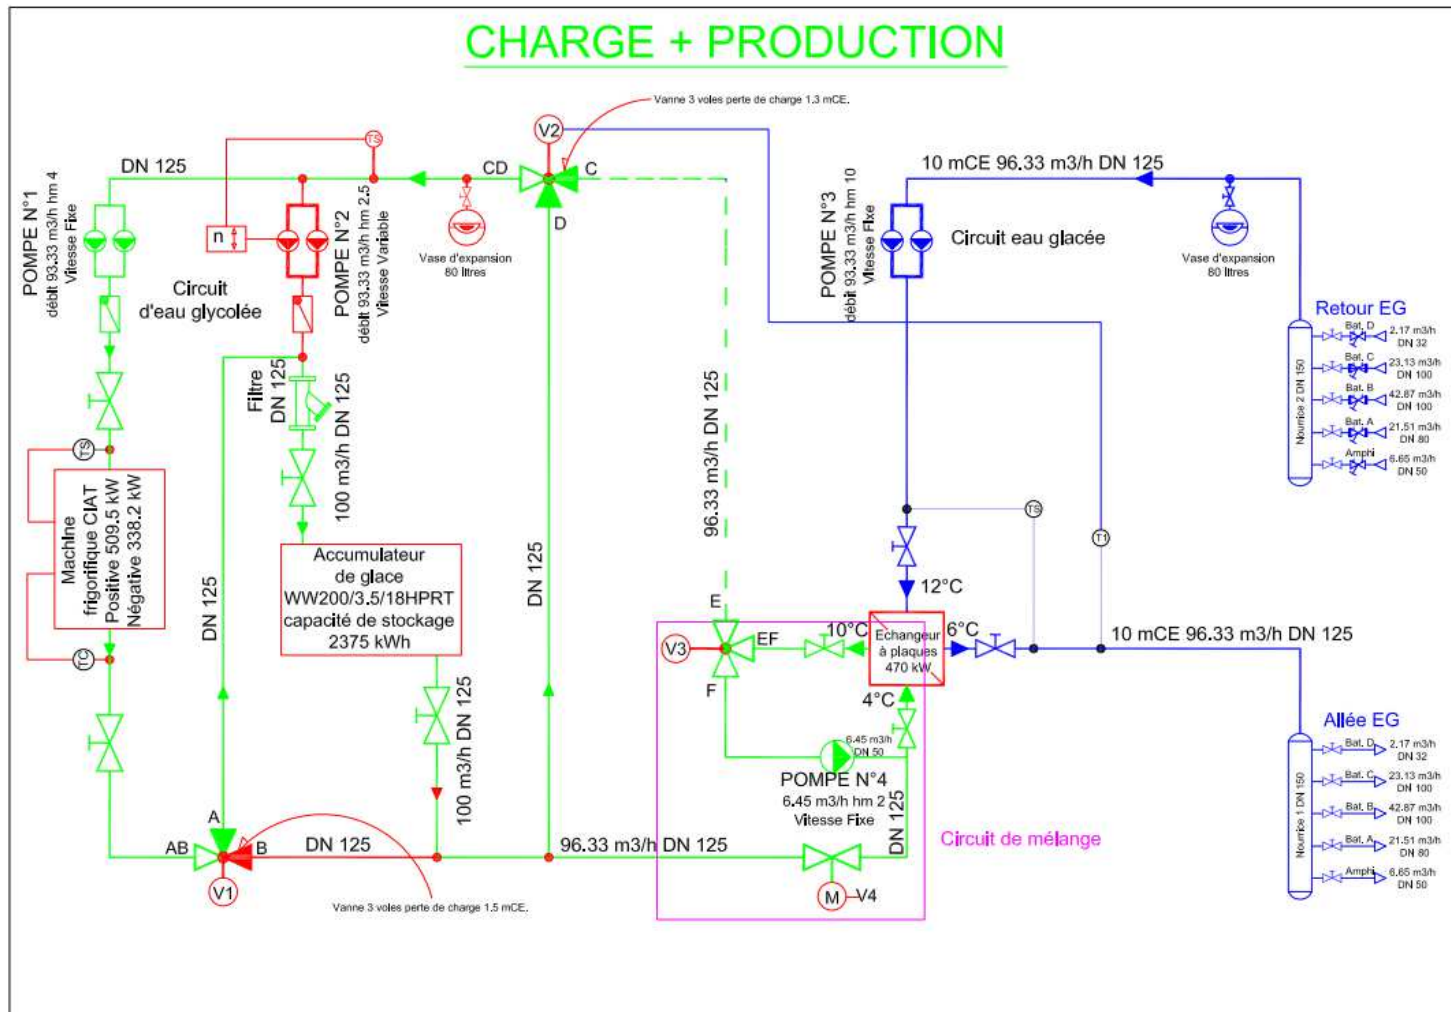 CHARGE + PRODUCTION
Vanne 3 voies perte de charge 1.3 mCE.
V2
TS
DN 125
CD
C
D
10 mCE 96.33 m3/h DN 125
POMPE N°1
débit 93.33 m3/h hm 4
Vitesse Fixe
n
POMPE N°2
débit 93.33 m3/h hm 2.5
Vitesse Variable
Vase d'expansion
80 litres
POMPE N°3
débit 93.33 m3/h hm 10
Vitesse Fixe
Circuit eau glacée
Vase d'expansion
80 litres
Circuit
d'eau glycolée
Retour EG
Nourrice 2 DN 150
Bat. D
2.17 m3/h
DN 32
Bat. C
23.13 m3/h
DN 100
Bat. B
42.87 m3/h
DN 100
Bat. A
21.51 m3/h
DN 80
Amphi
6.65 m3/h
DN 50
Filtre
DN 125
100 m3/h DN 125
96.33 m3/h DN 125
TS
Machine
frigorifique CIAT
Positive 509.5 kW
Négative 338.2 kW
TC
DN 125
Accumulateur
de glace
WW200/3.5/18HPRT
capacité de stockage
2375 kWh
DN 125
TS
T1
12°C
E
10°C
Echangeur
à plaques
470 kW
6°C
10 mCE 96.33 m3/h DN 125
V3
EF
F
4°C
100 m3/h DN 125
6.45 m3/h
DN 50
POMPE N°4
6.45 m3/h hm 2
Vitesse Fixe
DN 125
Circuit de mélange
Allée EG
Nourrice 1 DN 150
Bat. D
2.17 m3/h
DN 32
Bat. C
23.13 m3/h
DN 100
Bat. B
42.87 m3/h
DN 100
Bat. A
21.51 m3/h
DN 80
Amphi
6.65 m3/h
DN 50
A
AB
B
DN 125
96.33 m3/h DN 125
V1
M
V4
Vanne 3 voies perte de charge 1.5 mCE.